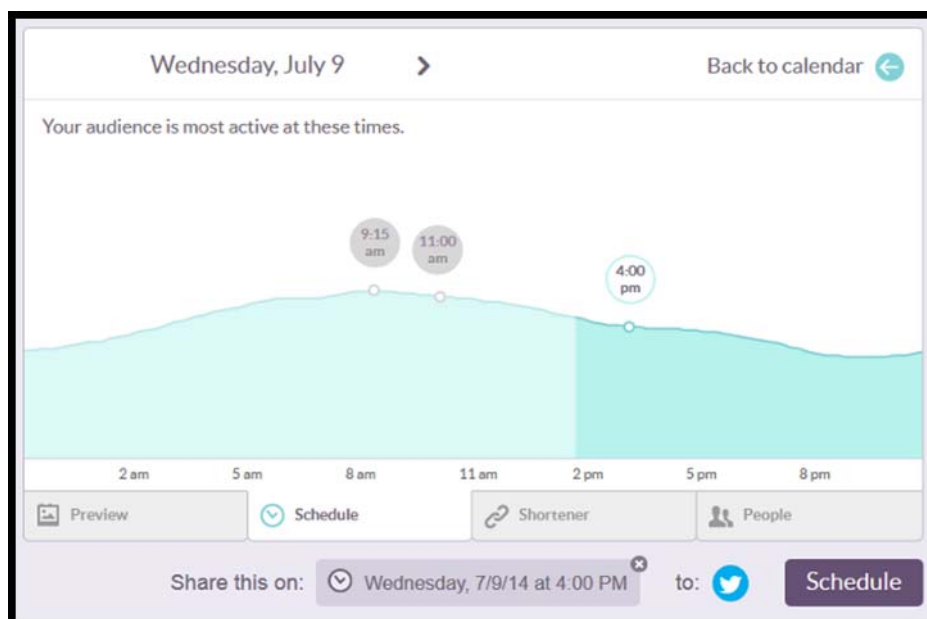 Wednesday, July 9
Back to calendar
Your audience is most active at these times.
9:15
am
11:00
am
4:00
pm
2 am 5 am 8 am 11 am 2 pm 5 pm 8 pm
Preview Schedule Shortener People
Share this on: Wednesday, 7/9/14 at 4:00 PM to: Schedule